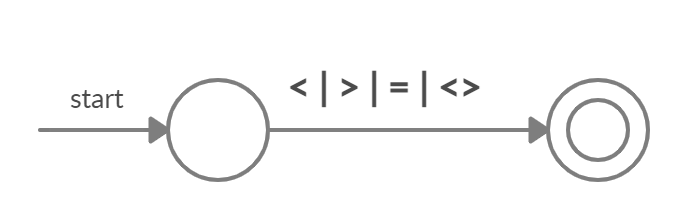 < | > | = | <>
start